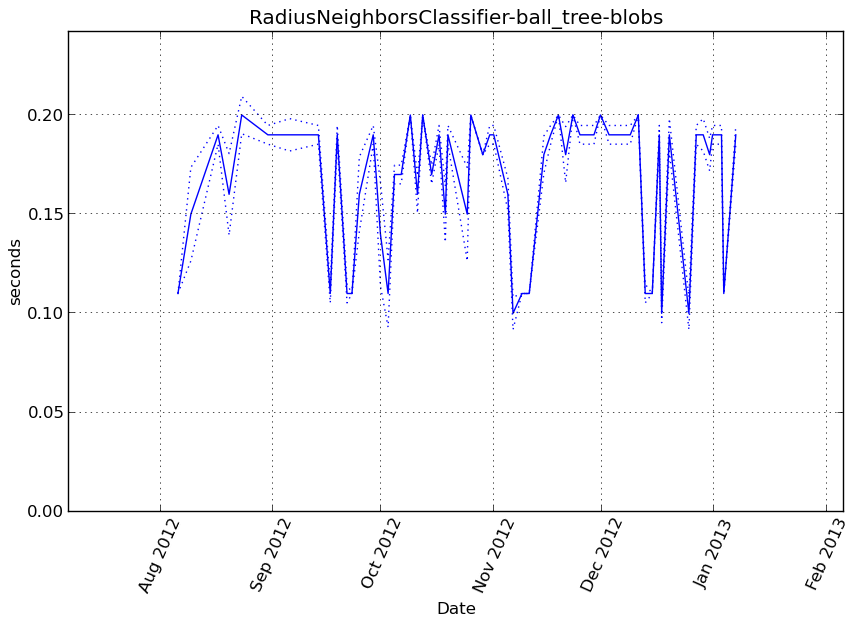 RadiusNeighborsClassifier-ball_tree-blobs
0.20
0.15
0.10
0.05
0.00
seconds
Aug 2012
Sep 2012
Oct 2012
Nov 2012
Dec 2012
Jan 2013
Feb 2013
Date